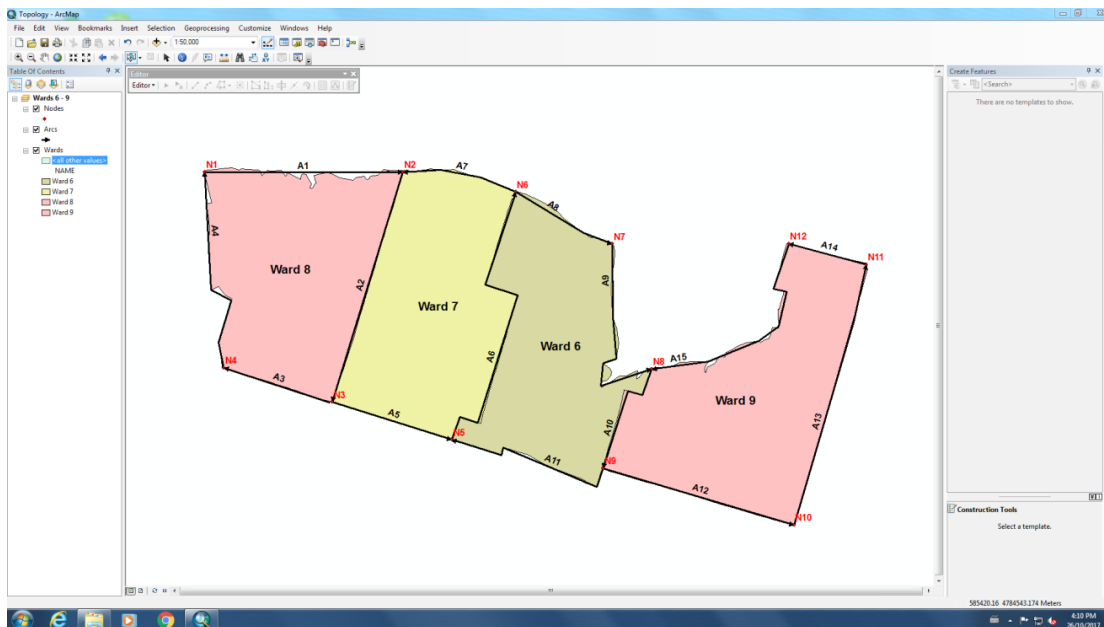 Topology - ArcMap
File Edit View Bookmarks Insert Selection Geoprocessing Customize Windows Help
1:50,000
Table Of Contents
Wards 6 - 9
Nodes
Arcs
Wards
<all other values>
NAME
Ward 6
Ward 7
Ward 8
Ward 9
Editor
Editor
N1
A1
N2
A7
N6
A8
N7
N12
A14
N11
A4
Ward 8
A2
Ward 7
A9
A6
Ward 6
N4
A3
N3
A5
N5
N8
A15
Ward 9
A13
A10
A11
N9
A12
N10
Create Features
<Search>
There are no templates to show.
Construction Tools
Select a template.
585420.16 4784543.174 Meters
4:10 PM
26/10/2017